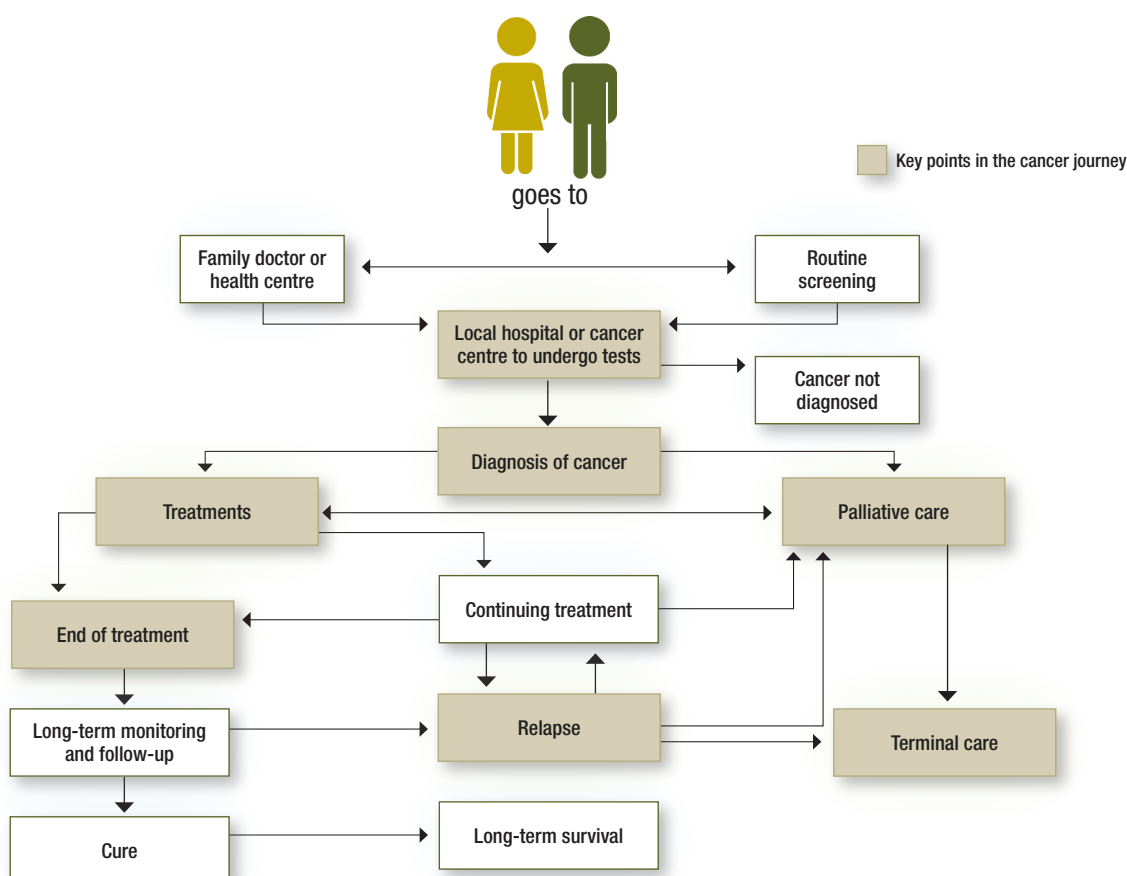 Key points in the cancer journey
goes to
Family doctor or
health centre
Routine
screening
Local hospital or cancer
centre to undergo tests
Cancer not
diagnosed
Diagnosis of cancer
Treatments
Palliative care
Continuing treatment
End of treatment
Long-term monitoring
and follow-up
Relapse
Terminal care
Cure
Long-term survival